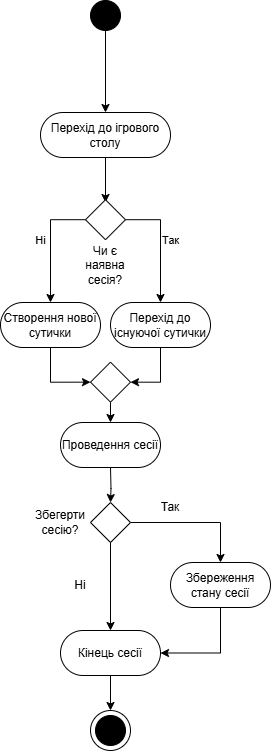 Перехід до ігрового
столу
Ні
Так
Чи є
наявна
сесія?
Створення нової
сутички
Перехід до
існуючої сутички
Проведення сесії
Збегерти
сесію?
Так
Ні
Збереження
стану сесії
Кінець сесії